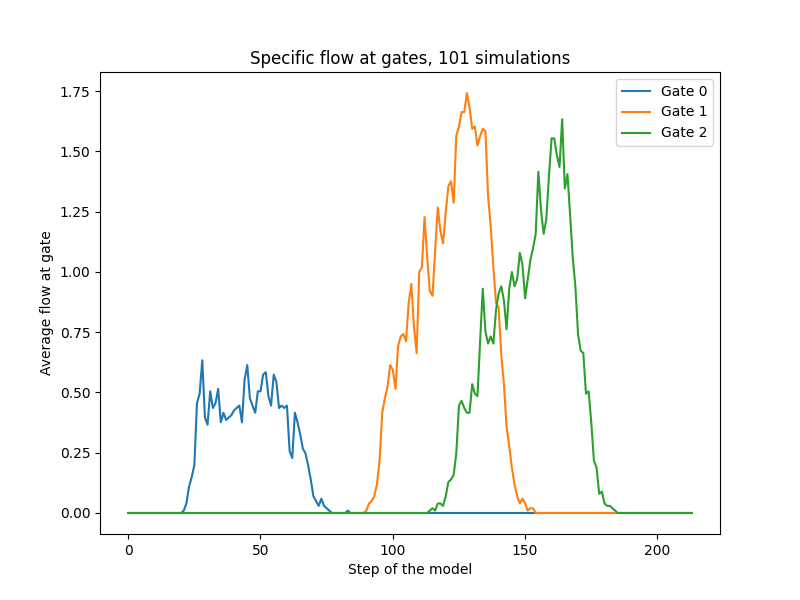 Specific flow at gates, 101 simulations
Gate 0
Gate 1
Gate 2
1.75
1.50
1.25
1.00
0.75
0.50
0.25
0.00
Average flow at gate
0 50 100 150 200
Step of the model